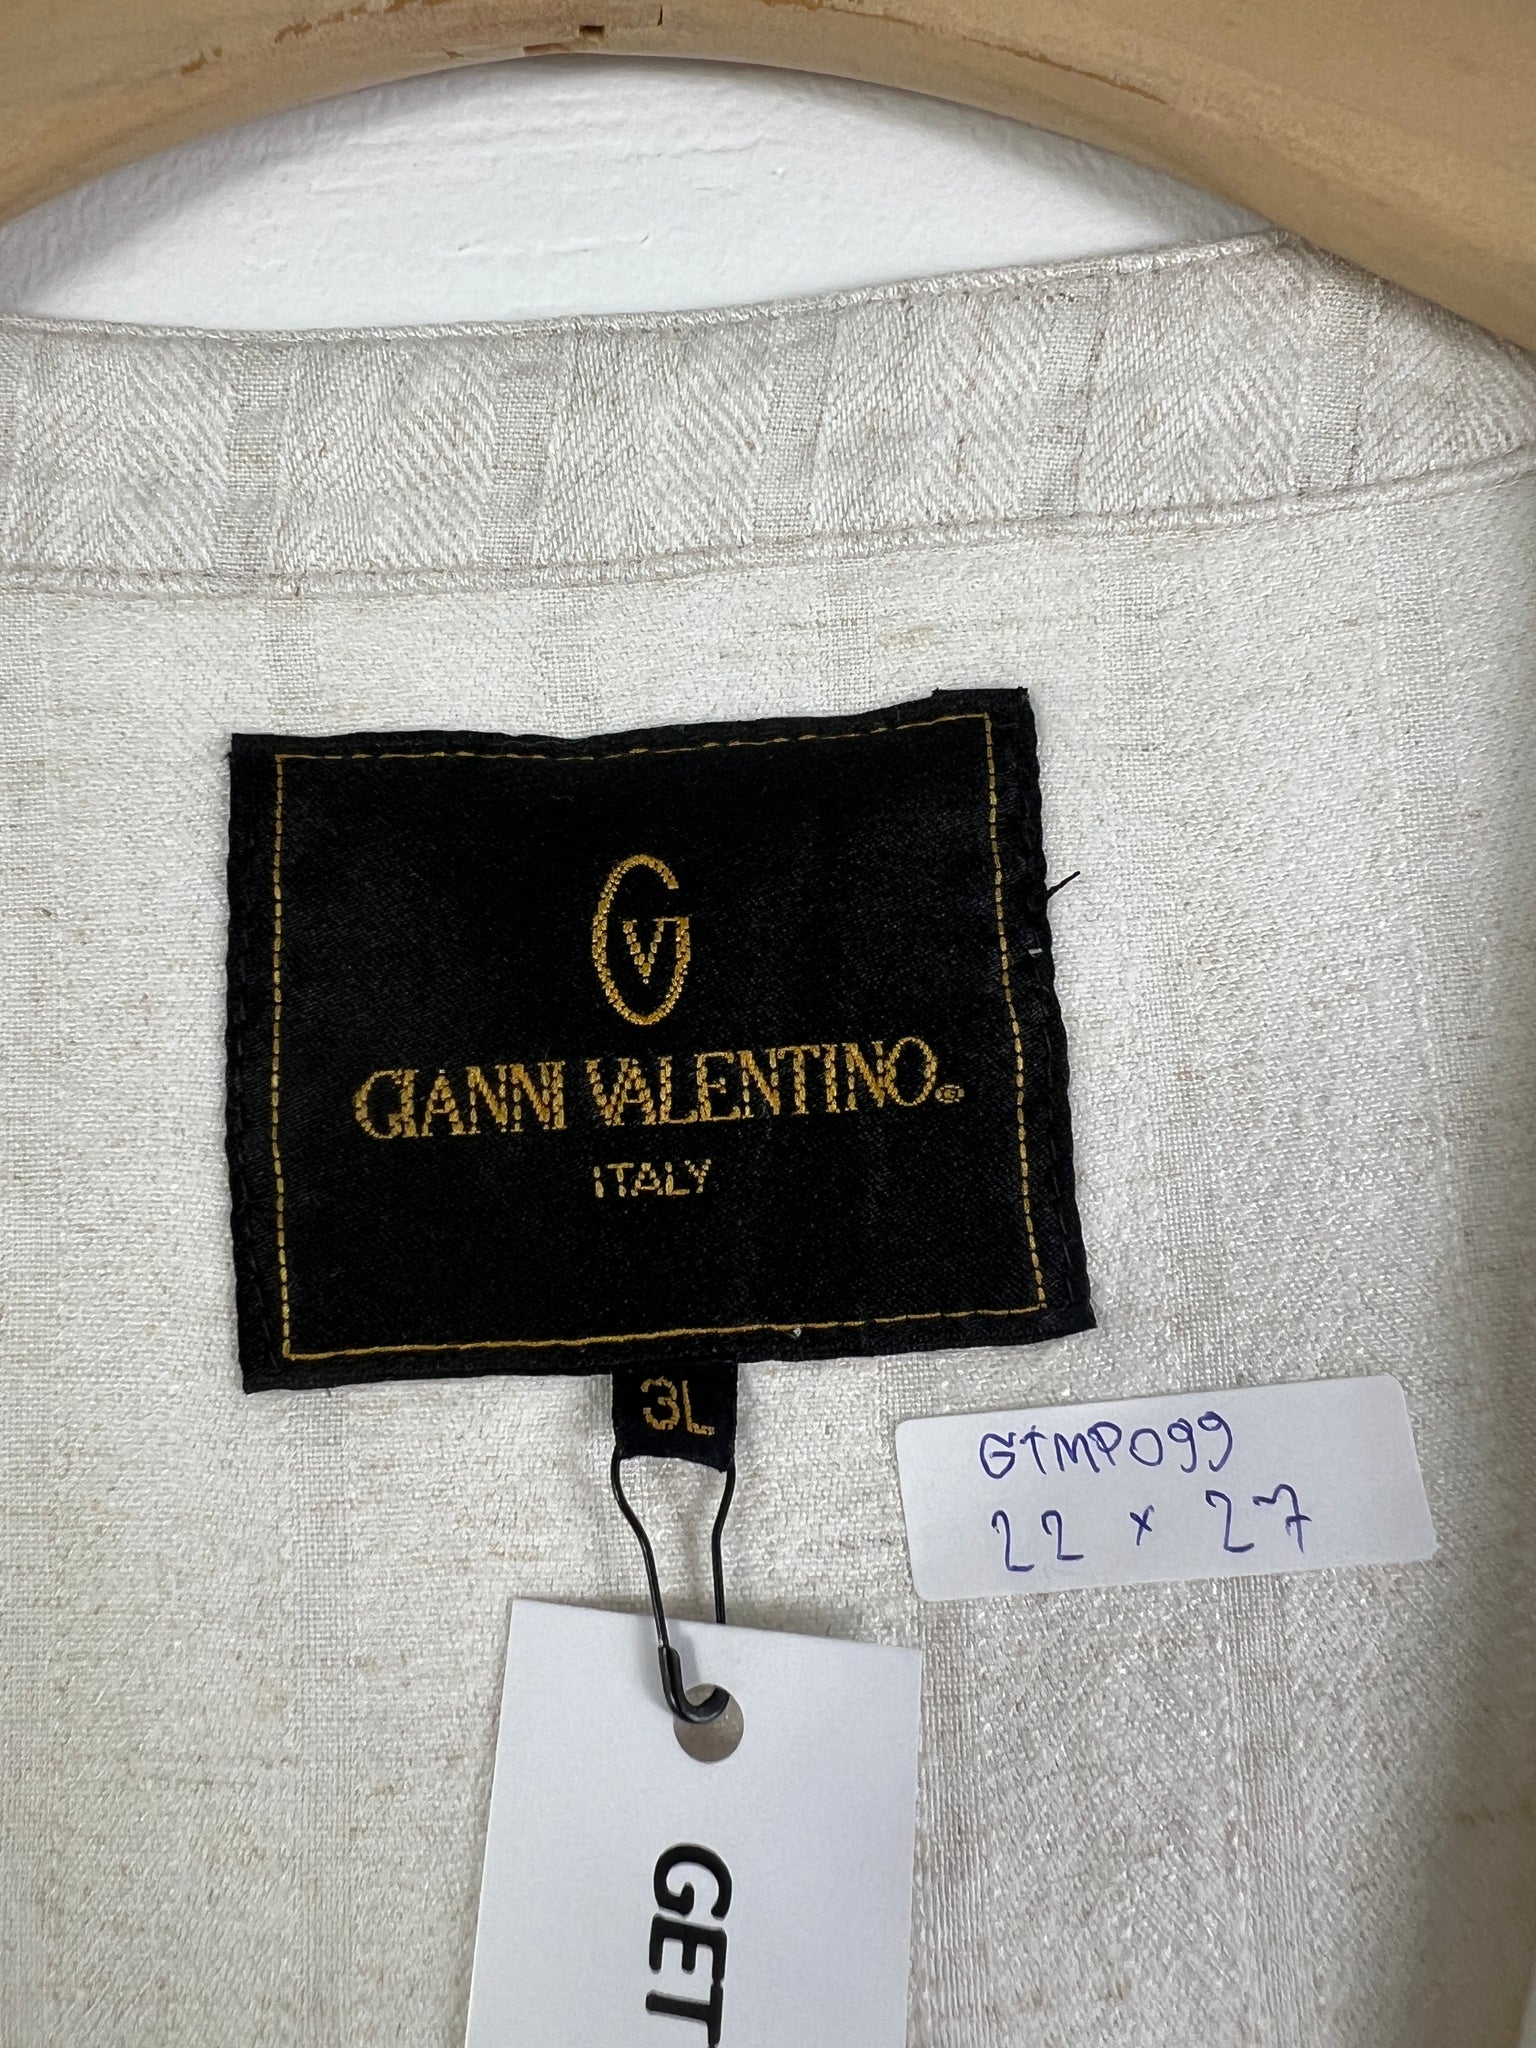 GV
GIANNI VALENTINO®
ITALY
3L
GTMP099
22 x 27
GET